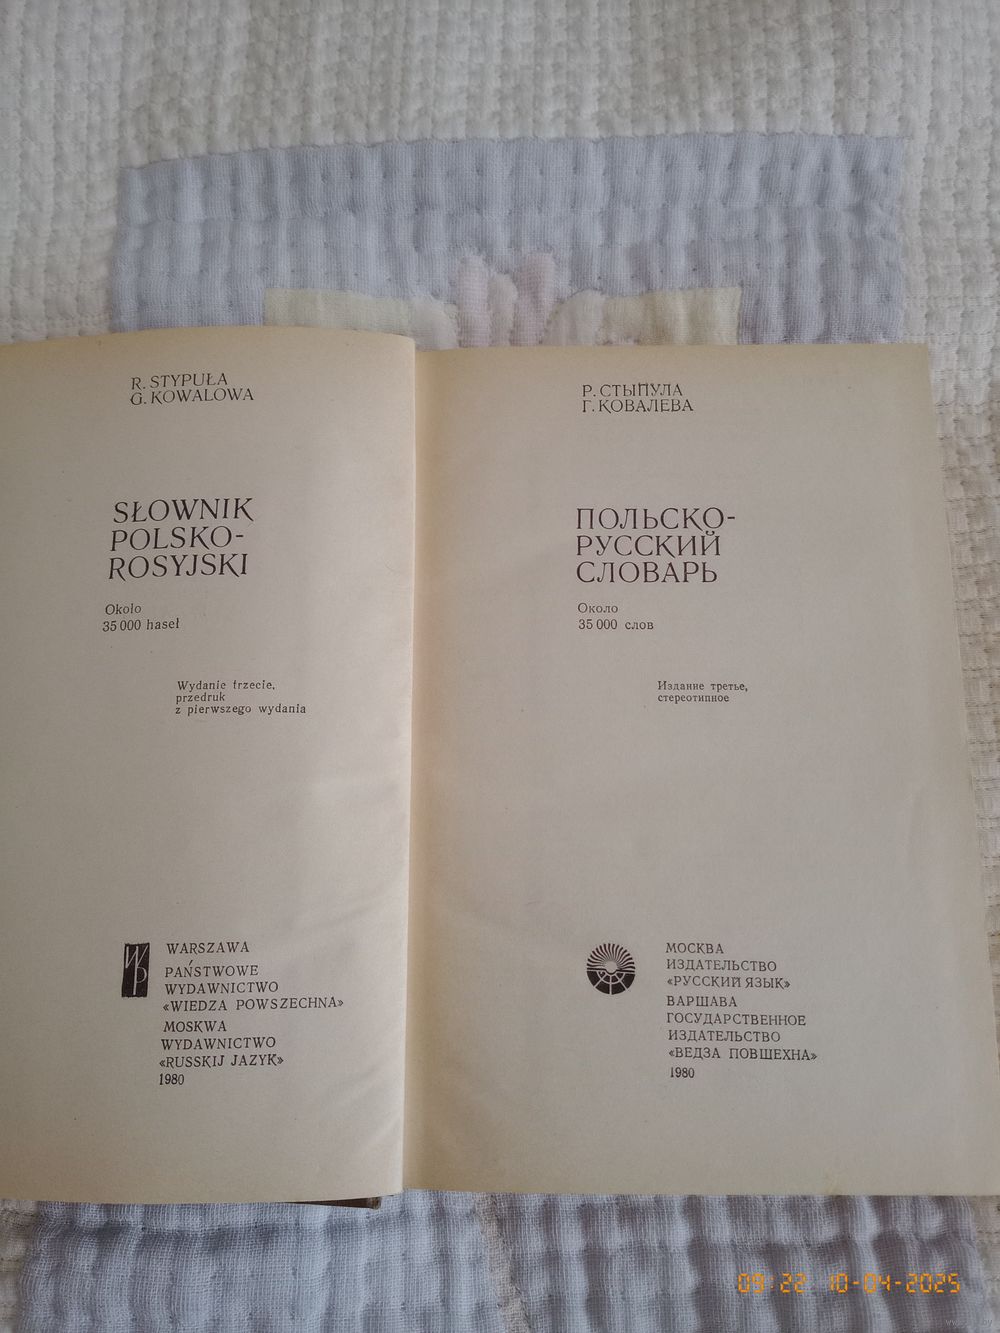 R. STYPUŁA
G. KOWALOWA
SŁOWNIK
POLSKO-
ROSYJSKI
Około
35 000 haseł
Wydanie trzecie,
przedruk
z pierwszego wydania
WP
WARSZAWA
PAŃSTWOWE
WYDAWNICTWO
«WIEDZA POWSZECHNA»
MOSKWA
WYDAWNICTWO
«RUSSKIJ JAZYK»
1980
Р. СТЫПУЛА
Г. КОВАЛЕВА
ПОЛЬСКО-
РУССКИЙ
СЛОВАРЬ
Около
35 000 слов
Издание третье,
стереотипное
МОСКВА
ИЗДАТЕЛЬСТВО
«РУССКИЙ ЯЗЫК»
ВАРШАВА
ГОСУДАРСТВЕННОЕ
ИЗДАТЕЛЬСТВО
«ВЕДЗА ПОВШЕХНА»
1980
09:22 10-04-2025